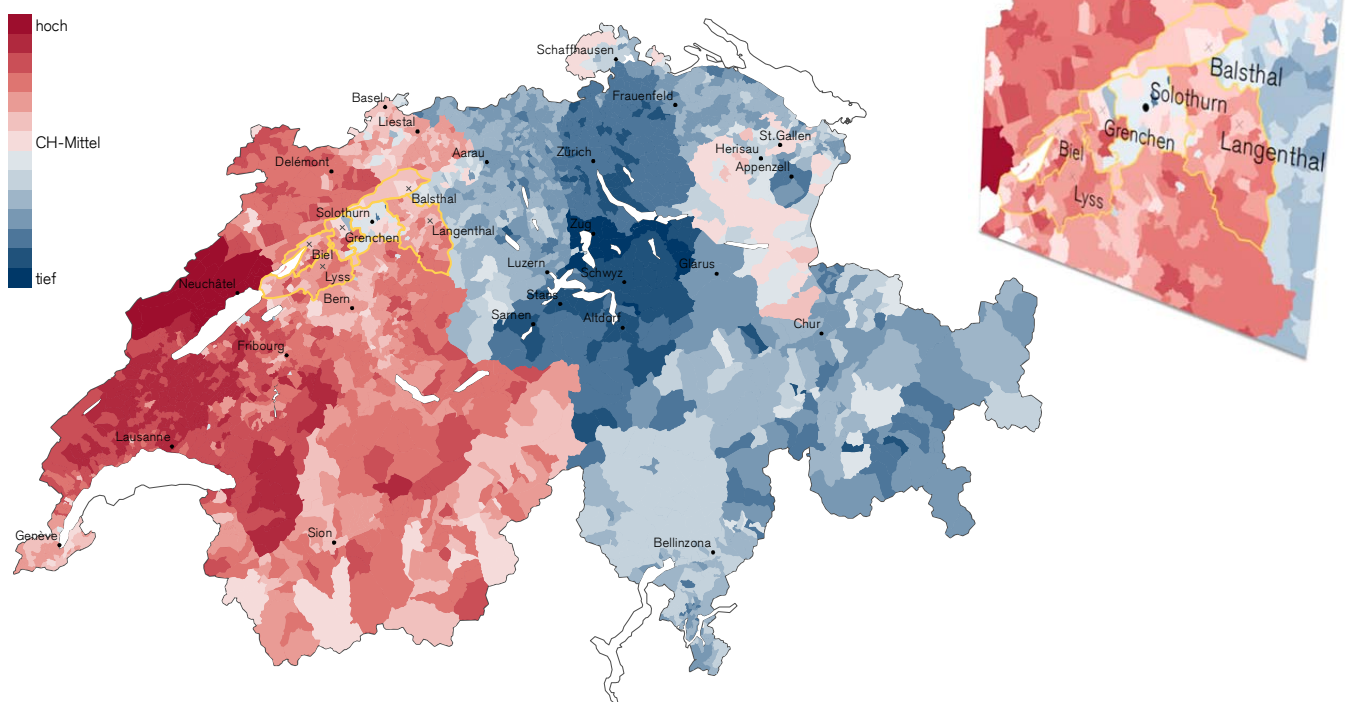 hoch
CH-Mittel
tief
Schaffhausen
Basel
Liestal
Frauenfeld
Delémont
Aarau
Zürich
St.Gallen
Herisau
Appenzell
Balsthal
Solothurn
Grenchen
Langenthal
Zug
Biel
Lyss
Luzern
Schwyz
Glarus
Neuchâtel
Bern
Stans
Sarnen
Altdorf
Chur
Fribourg
Lausanne
Genève
Sion
Bellinzona
Balsthal
Solothurn
Grenchen
Langenthal
Biel
Lyss